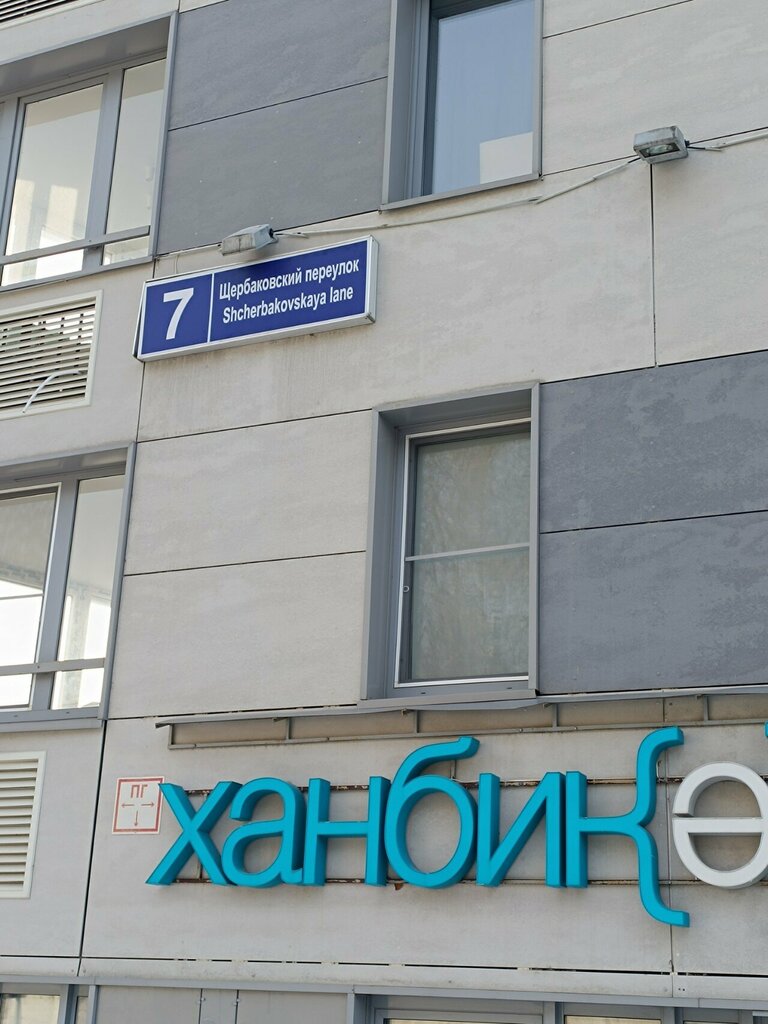 7
Щербаковский переулок
Shcherbakovskaya lane
ПГ
ханбик{ө